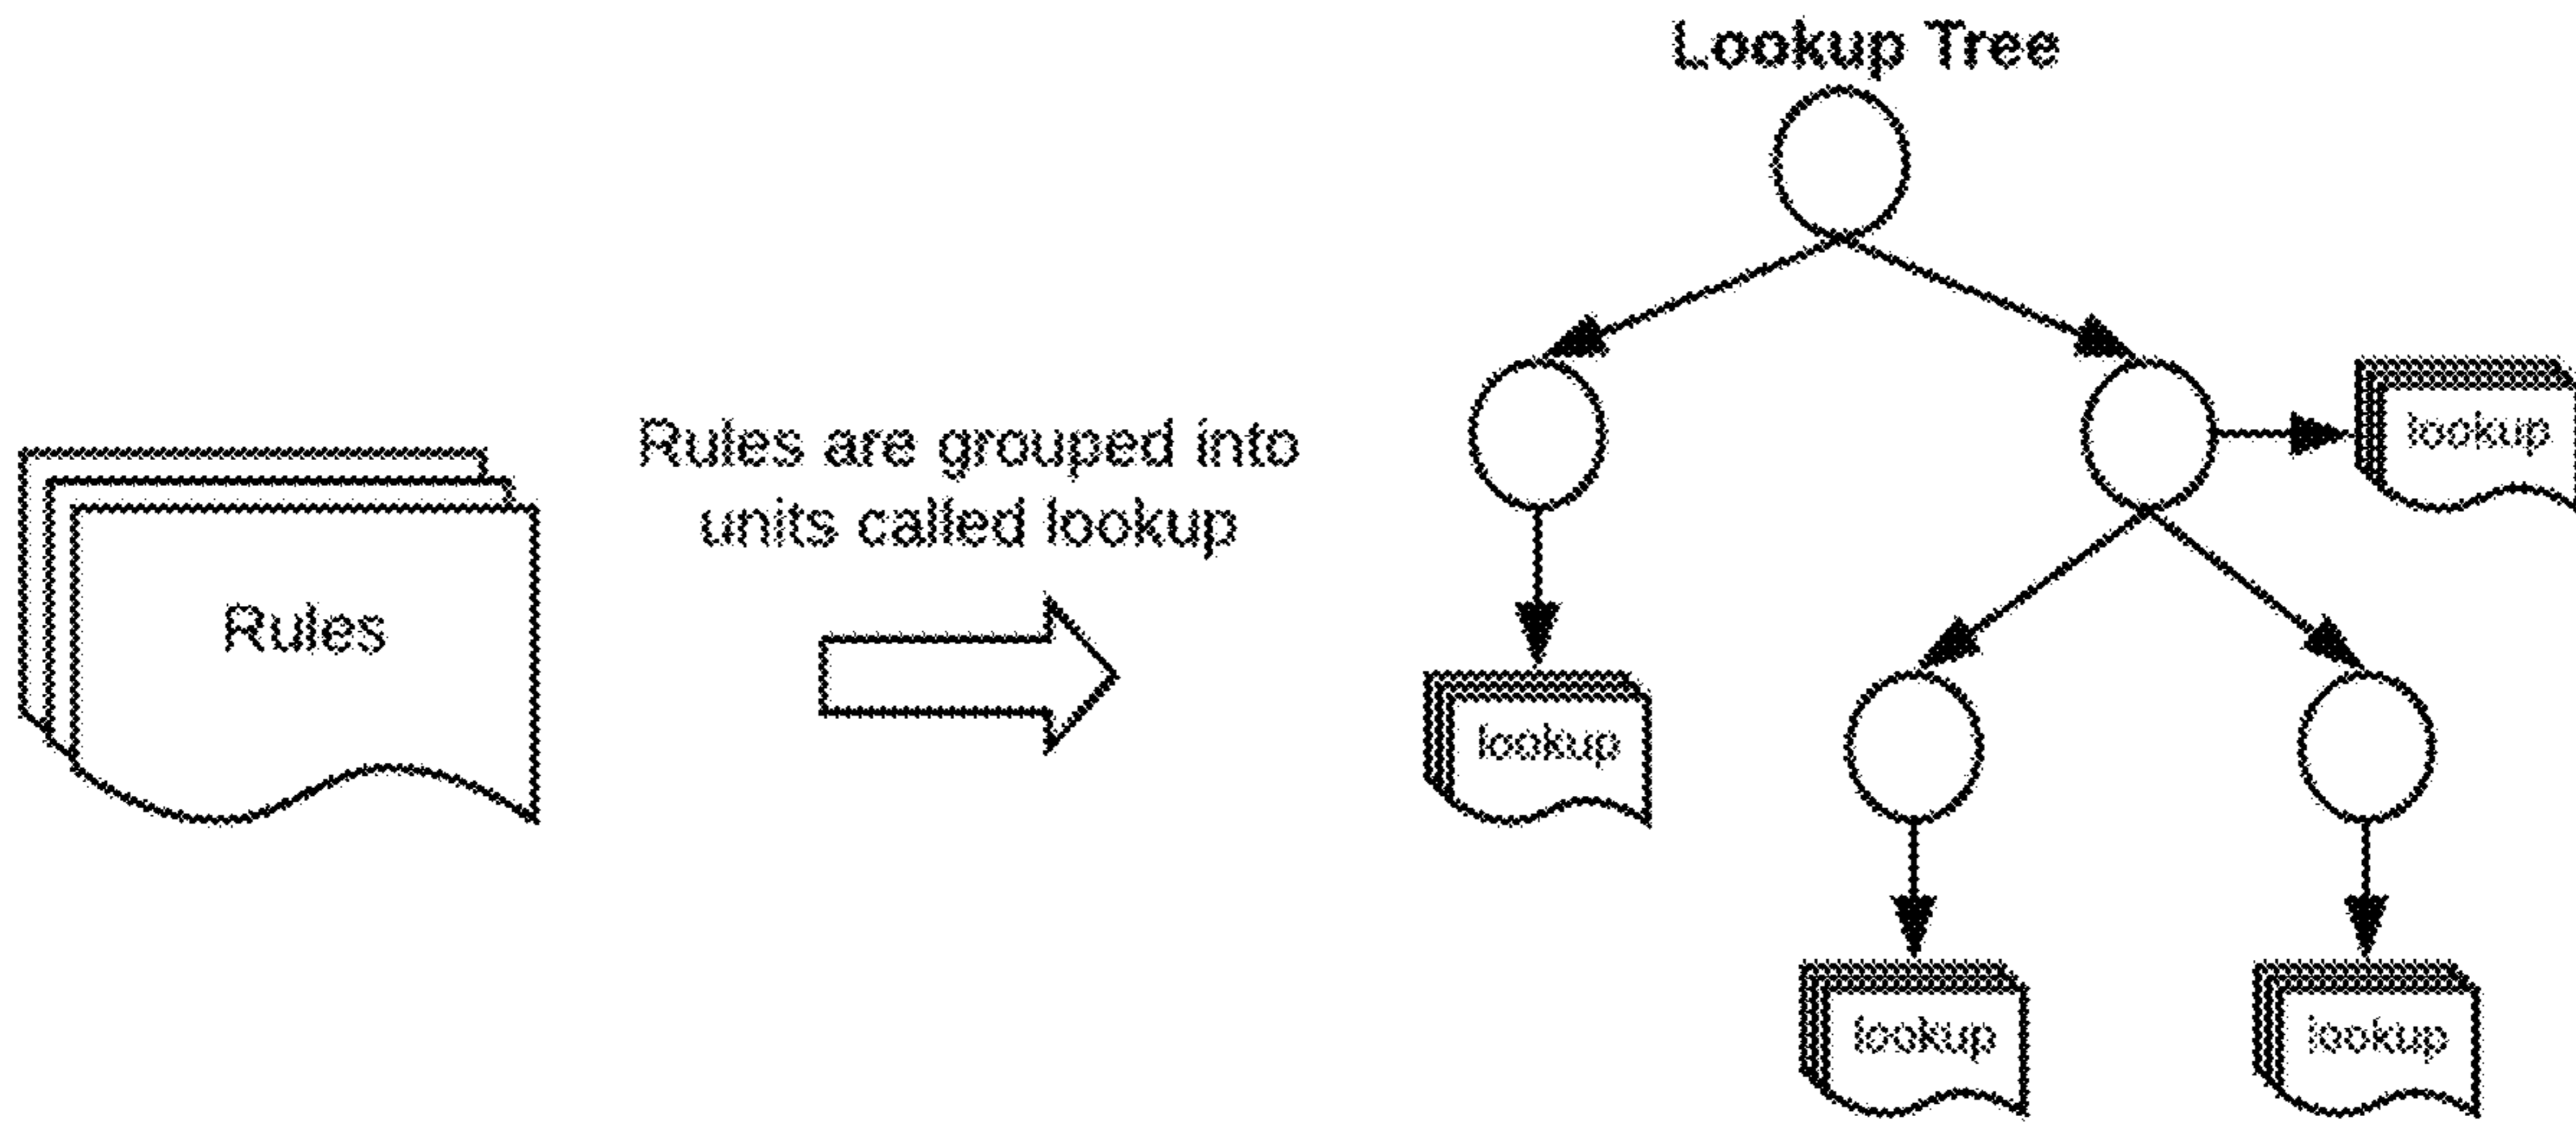 Lookup Tree
Rules are grouped into
units called lookup
Rules
lookup
lookup
lookup
lookup